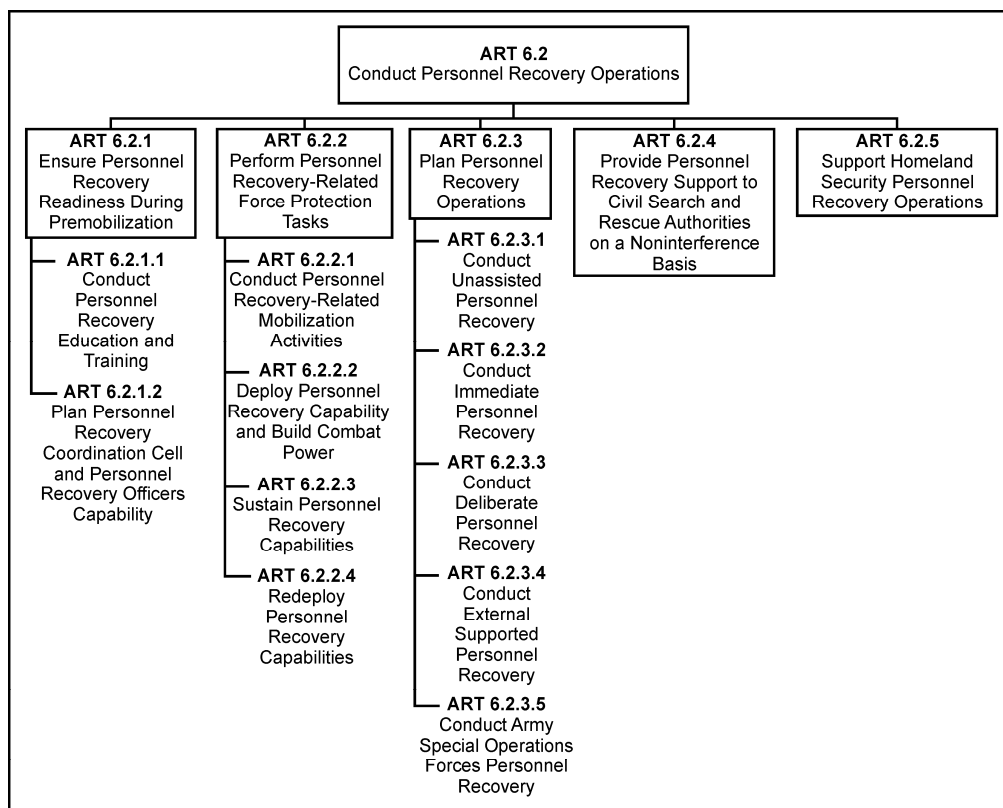 ART 6.2
Conduct Personnel Recovery Operations
ART 6.2.1
Ensure Personnel
Recovery
Readiness During
Premobilization
ART 6.2.1.1
Conduct
Personnel
Recovery
Education and
Training
ART 6.2.1.2
Plan Personnel
Recovery
Coordination Cell
and Personnel
Recovery Officers
Capability
ART 6.2.2
Perform Personnel
Recovery-Related
Force Protection
Tasks
ART 6.2.2.1
Conduct Personnel
Recovery-Related
Mobilization
Activities
ART 6.2.2.2
Deploy Personnel
Recovery Capability
and Build Combat
Power
ART 6.2.2.3
Sustain Personnel
Recovery
Capabilities
ART 6.2.2.4
Redeploy
Personnel
Recovery
Capabilities
ART 6.2.3
Plan Personnel
Recovery
Operations
ART 6.2.3.1
Conduct
Unassisted
Personnel
Recovery
ART 6.2.3.2
Conduct
Immediate
Personnel
Recovery
ART 6.2.3.3
Conduct
Deliberate
Personnel
Recovery
ART 6.2.3.4
Conduct
External
Supported
Personnel
Recovery
ART 6.2.3.5
Conduct Army
Special Operations
Forces Personnel
Recovery
ART 6.2.4
Provide Personnel
Recovery Support to
Civil Search and
Rescue Authorities
on a Noninterference
Basis
ART 6.2.5
Support Homeland
Security Personnel
Recovery Operations